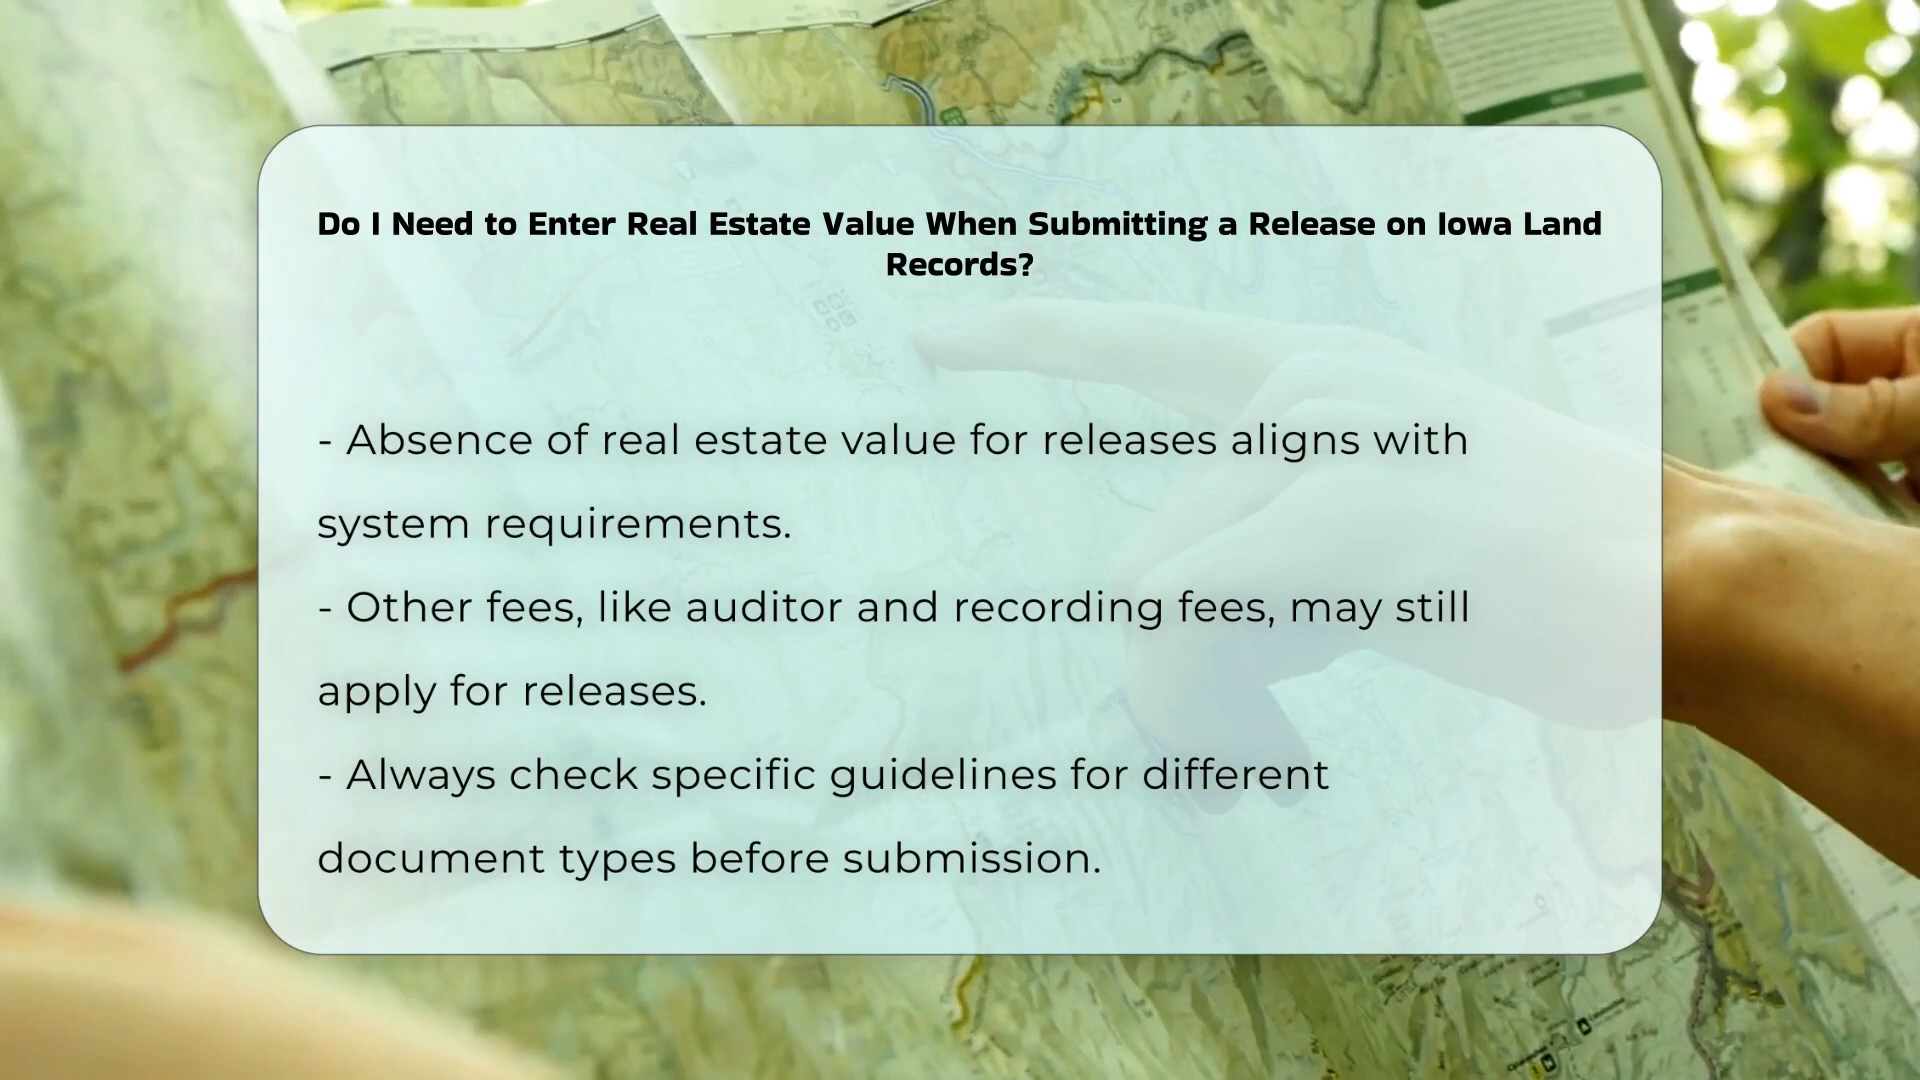 Do I Need to Enter Real Estate Value When Submitting a Release on Iowa Land
Records?
- Absence of real estate value for releases aligns with
system requirements.
- Other fees, like auditor and recording fees, may still
apply for releases.
- Always check specific guidelines for different
document types before submission.